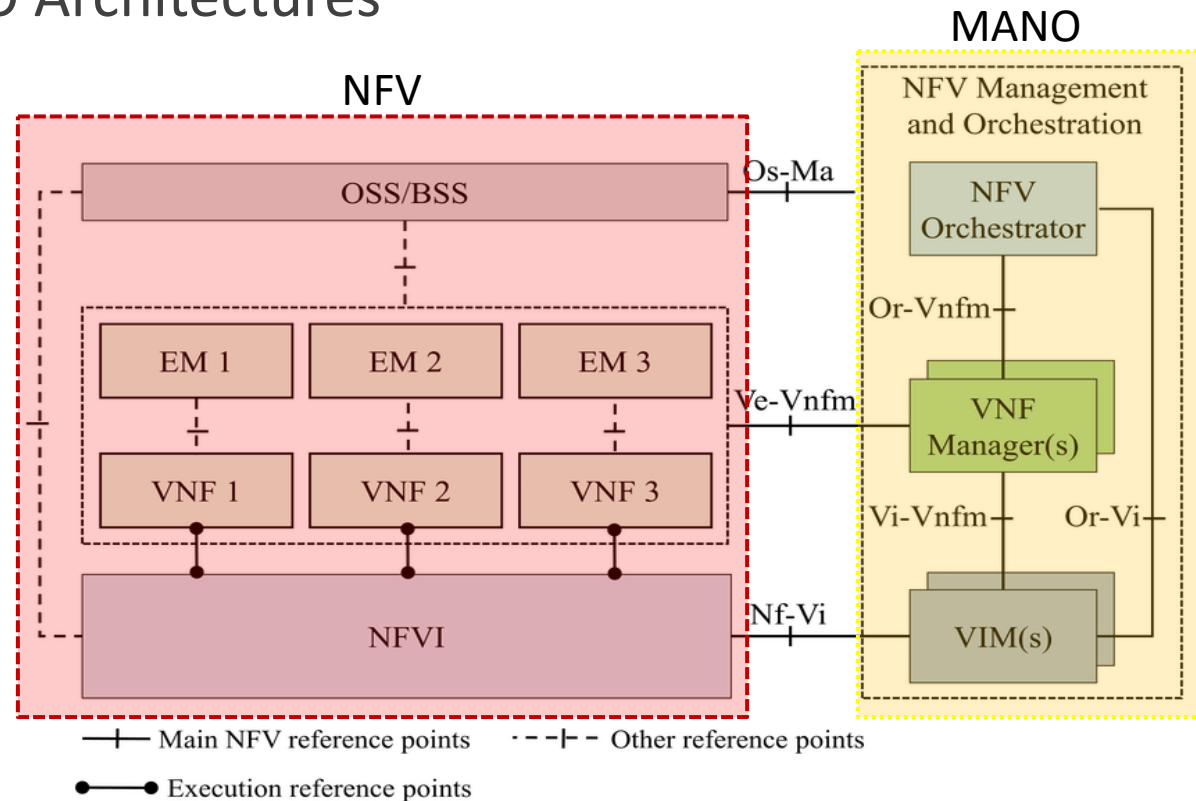 Architectures
MANO
NFV
NFV Management
and Orchestration
Os-Ma
OSS/BSS
NFV
Orchestrator
Or-Vnfm
EM 1
EM 2
EM 3
Ve-Vnfm
VNF
Manager(s)
VNF 1
VNF 2
VNF 3
Vi-Vnfm
Or-Vi
Nf-Vi
NFVI
VIM(s)
Main NFV reference points
Other reference points
Execution reference points